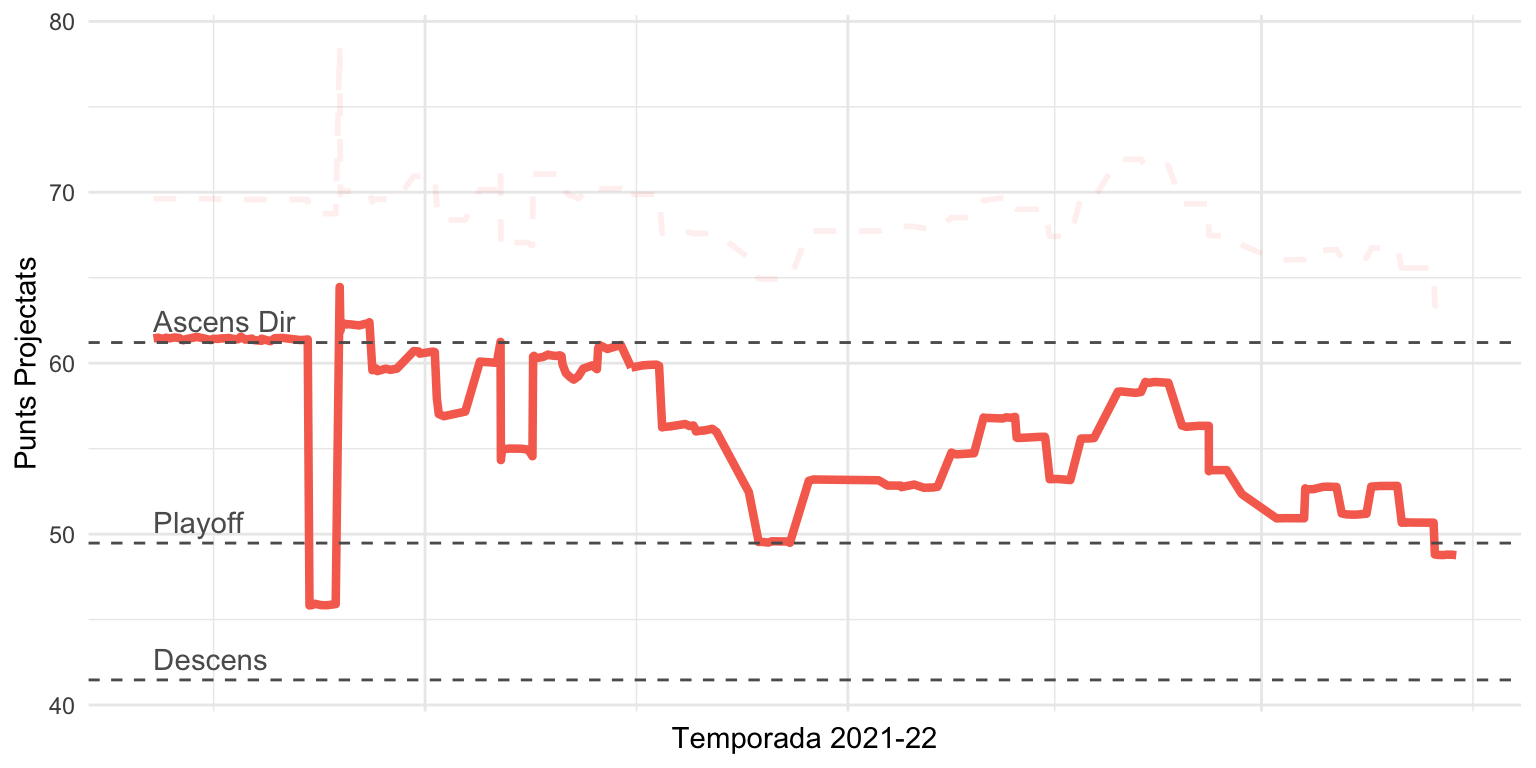 80
70
60
50
40
Punts Projectats
Ascens Dir
Playoff
Descens
Temporada 2021-22